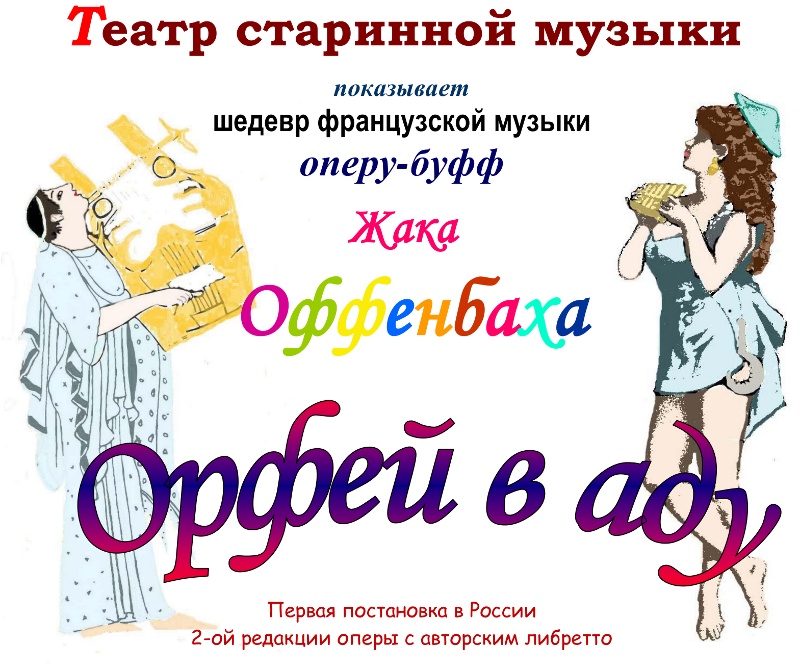 Театр старинной музыки
показывает
шедевр французской музыки
оперу-буфф
Жака
Оффенбаха
Орфей в аду
Первая постановка в России
2-ой редакции оперы с авторским либретто